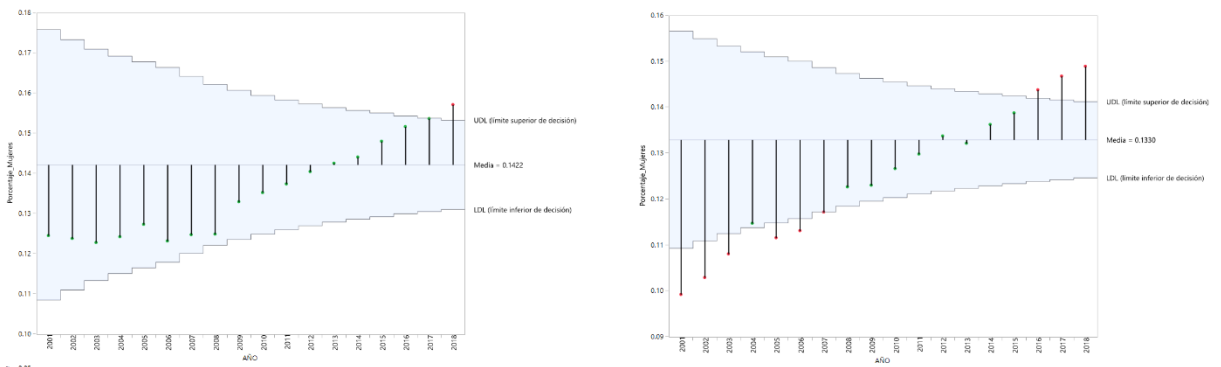 0.18
0.17
0.16
0.15
0.14
0.13
0.12
0.11
0.10
Porcentaje_Mujeres
UDL (límite superior de decisión)
Media = 0.1422
LDL (límite inferior de decisión)
2001 2002 2003 2004 2005 2006 2007 2008 2009 2010 2011 2012 2013 2014 2015 2016 2017 2018
AÑO
0.16
0.15
0.14
0.13
0.12
0.11
0.10
0.09
Porcentaje_Mujeres
UDL (límite superior de decisión)
Media = 0.1330
LDL (límite inferior de decisión)
2001 2002 2003 2004 2005 2006 2007 2008 2009 2010 2011 2012 2013 2014 2015 2016 2017 2018
AÑO